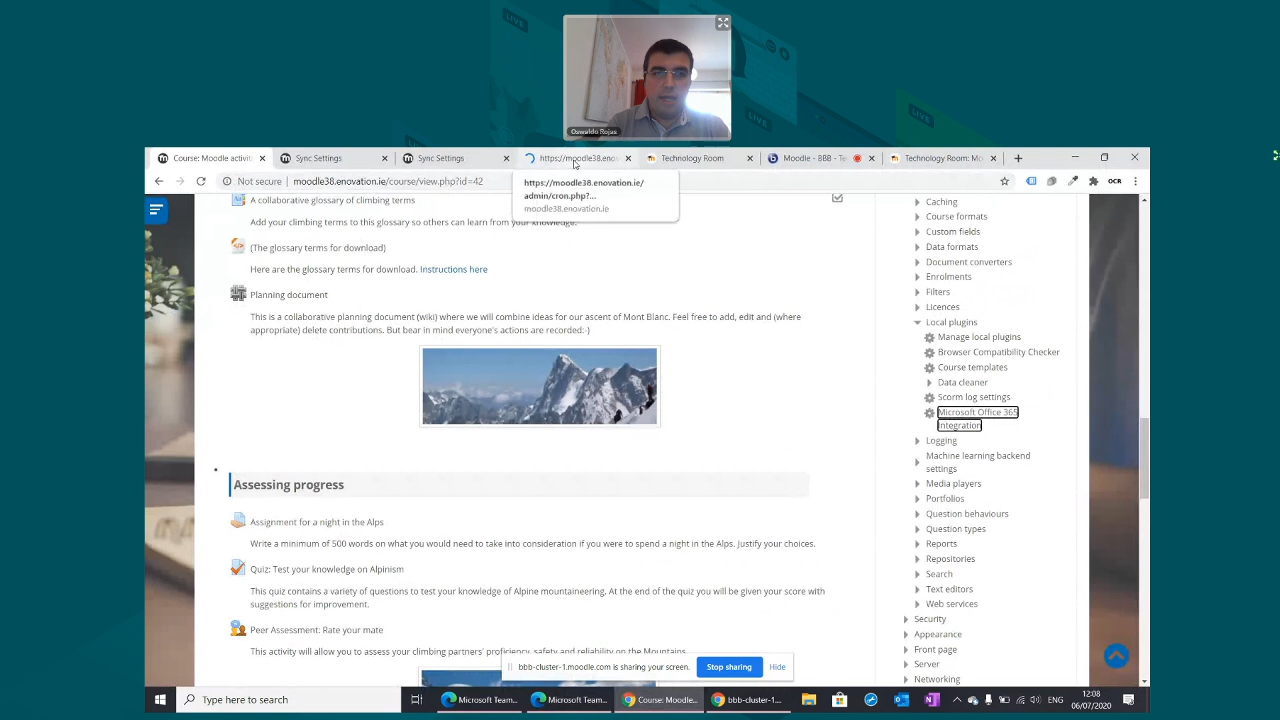 LIVE
LIVE
LIVE
Oswaldo Rojas
Course: Moodle activit
Sync Settings
Sync Settings
https://moodle38.enov
Technology Room
Moodle - BBB - Te
Technology Room: Mo
Not secure
moodle38.enovation.ie/course/view.php?id=42
OCR
https://moodle38.enovation.ie/
admin/cron.php?...
moodle38.enovation.ie
A collaborative glossary of climbing terms
Add your climbing terms to this glossary so others can learn from your knowledge.
(The glossary terms for download)
Here are the glossary terms for download. Instructions here
Planning document
This is a collaborative planning document (wiki) where we will combine ideas for our ascent of Mont Blanc. Feel free to add, edit and (where
appropriate) delete contributions. But bear in mind everyone's actions are recorded:-)
Assessing progress
Assignment for a night in the Alps
Write a minimum of 500 words on what you would need to take into consideration if you were to spend a night in the Alps. Justify your choices.
Quiz: Test your knowledge on Alpinism
This quiz contains a variety of questions to test your knowledge of Alpine mountaineering. At the end of the quiz you will be given your score with
suggestions for improvement.
Peer Assessment: Rate your mate
This activity will allow you to assess your climbing partners' proficiency, safety and reliability on the Mountains.
Caching
Course formats
Custom fields
Data formats
Document converters
Enrolments
Filters
Licences
Local plugins
Manage local plugins
Browser Compatibility Checker
Course templates
Data cleaner
Scorm log settings
Microsoft Office 365
Integration
Logging
Machine learning backend
settings
Media players
Portfolios
Question behaviours
Question types
Reports
Repositories
Search
Text editors
Web services
Security
Appearance
Front page
Server
Networking
bbb-cluster-1.moodle.com is sharing your screen.
Stop sharing
Hide
Type here to search
Microsoft Team...
Microsoft Team...
Course: Moodle...
bbb-cluster-1...
ENG
12:08
06/07/2020